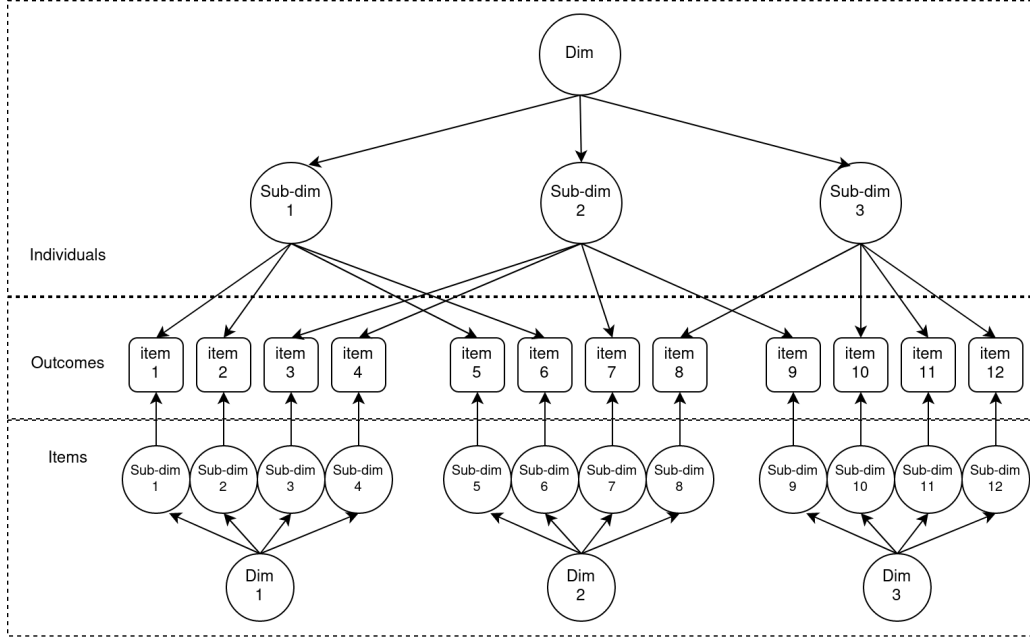 Dim
Sub-dim
1
Sub-dim
2
Sub-dim
3
Individuals
Outcomes
item
1
item
2
item
3
item
4
item
5
item
6
item
7
item
8
item
9
item
10
item
11
item
12
Items
Sub-dim
1
Sub-dim
2
Sub-dim
3
Sub-dim
4
Sub-dim
5
Sub-dim
6
Sub-dim
7
Sub-dim
8
Sub-dim
9
Sub-dim
10
Sub-dim
11
Sub-dim
12
Dim
1
Dim
2
Dim
3